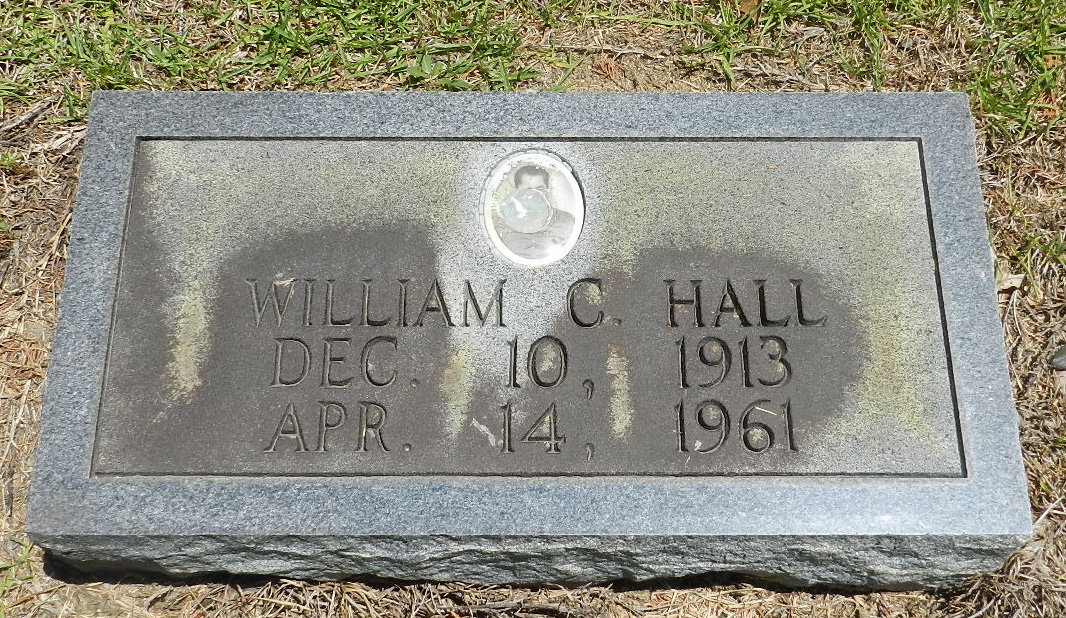 WILLIAM C. HALL
DEC. 10, 1913
APR. 14, 1961